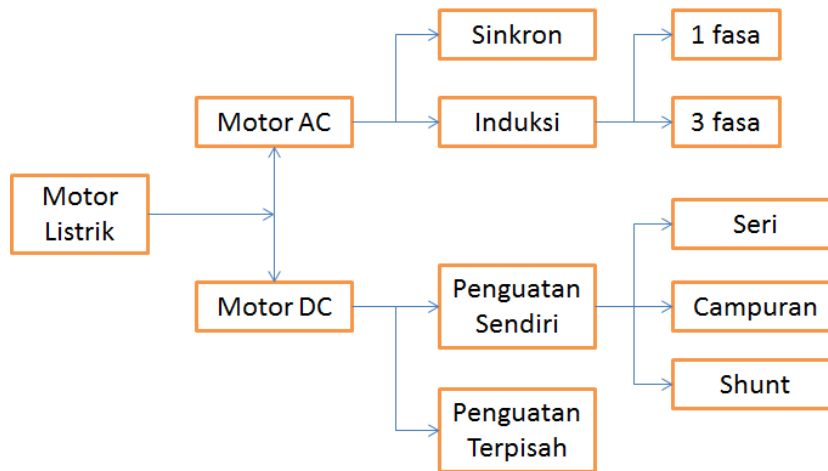 Sinkron
1 fasa
Motor AC
Induksi
3 fasa
Motor
Listrik
Seri
Motor DC
Penguatan
Sendiri
Campuran
Shunt
Penguatan
Terpisah